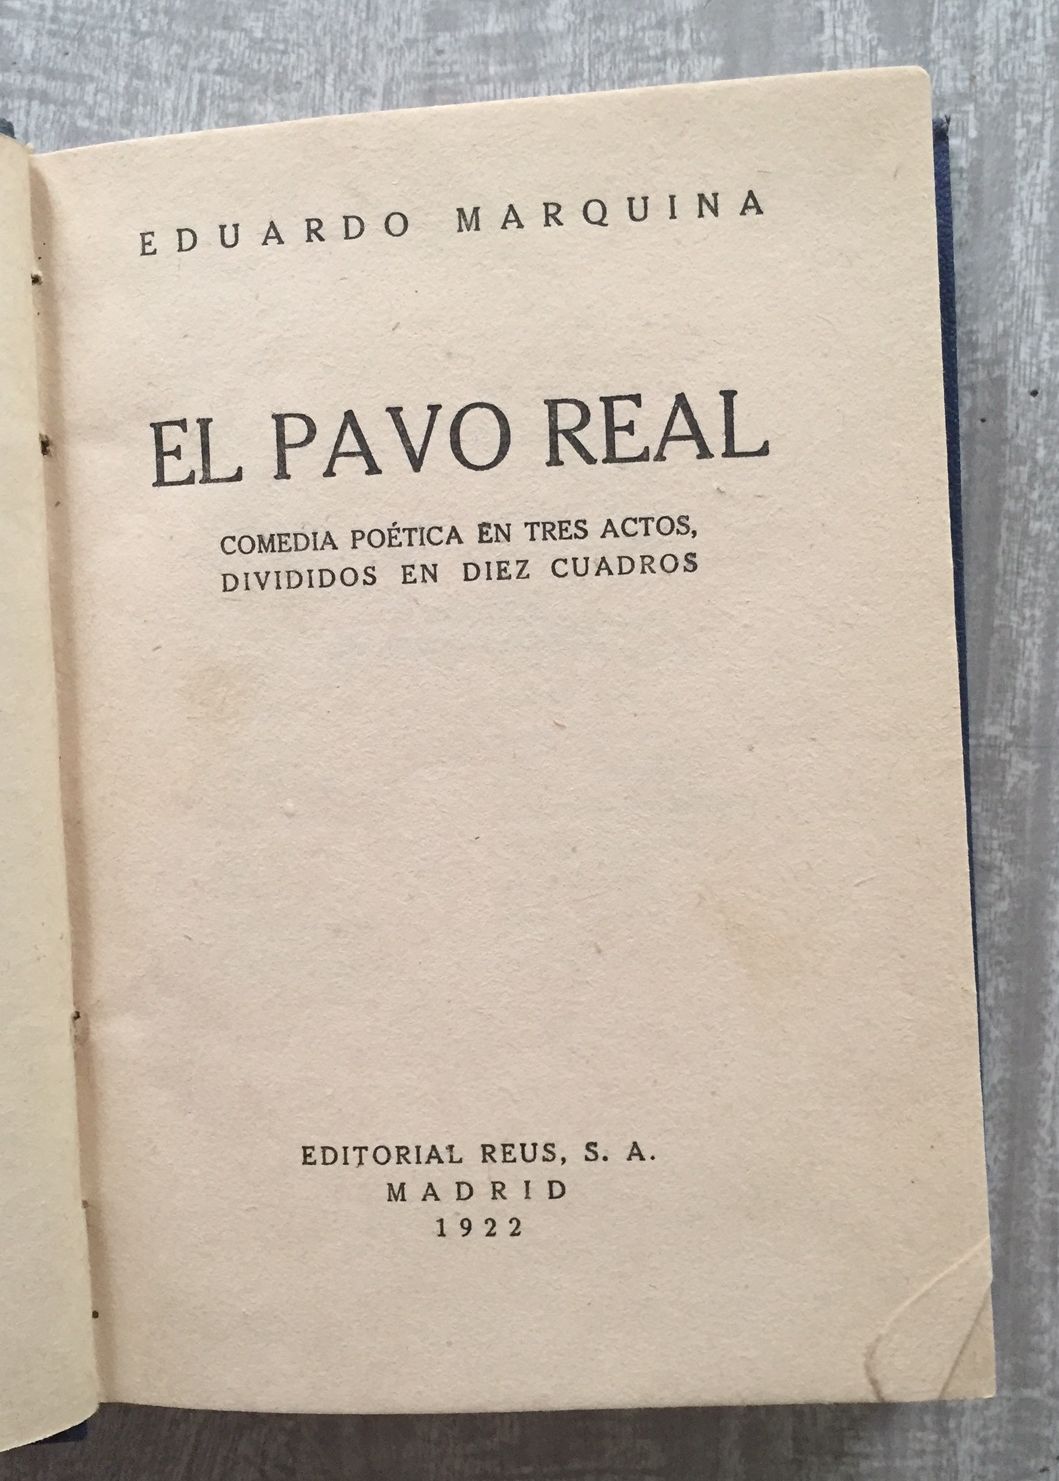 EDUARDO MARQUINA
EL PAVO REAL
COMEDIA POÉTICA EN TRES ACTOS,
DIVIDIDOS EN DIEZ CUADROS
EDITORIAL REUS, S. A.
MADRID
1922